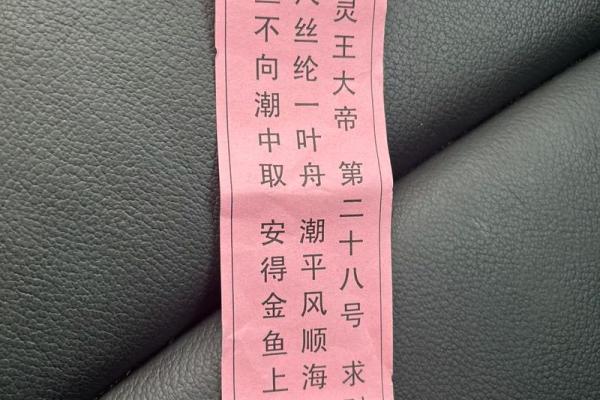 灵王大帝 第二十八号 求
丝纶一叶舟 潮平风顺海
不向潮中取 安得金鱼上